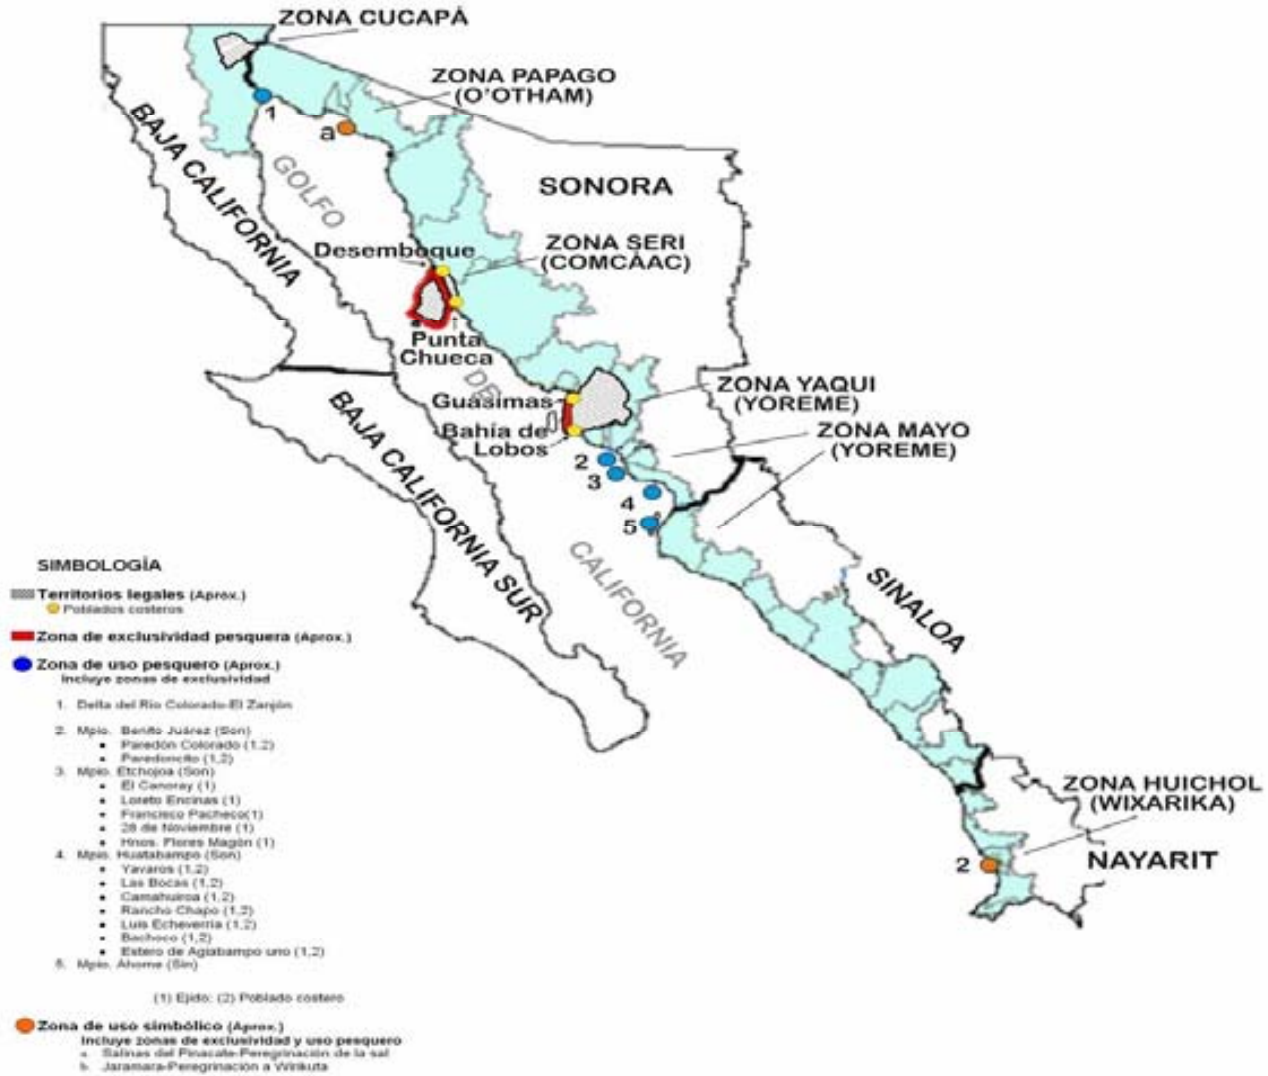 ZONA CUCAPÁ
ZONA PAPAGO
(O'OTHAM)
1
a
BAJA CALIFORNIA
GOLFO
SONORA
Desemboque
ZONA SERI
(COMCÁAC)
Punta
Chueca
DE
ZONA YAQUI
(YOREME)
Guásimas
Bahía de
Lobos
ZONA MAYO
(YOREME)
2
3
4
5
BAJA CALIFORNIA SUR
CALIFORNIA
SINALOA
ZONA HUICHOL
(WIXARIKA)
2
NAYARIT
SIMBOLOGÍA
Territorios legales (Aprox.)
Poblados costeros
Zona de exclusividad pesquera (Aprox.)
Zona de uso pesquero (Aprox.)
Incluye zonas de exclusividad
1. Delta del Río Colorado-El Zanjón
2. Mpio. Benito Juárez (Son)
• Paredón Colorado (1,2)
• Paredoncito (1,2)
3. Mpio. Etchojoa (Son)
• El Canoray (1)
• Loreto Encinas (1)
• Francisco Pacheco(1)
• 28 de Noviembre (1)
• Hnos. Flores Magón (1)
4. Mpio. Huatabampo (Son)
• Yavaros (1,2)
• Las Bocas (1,2)
• Camahuiroa (1,2)
• Rancho Chapo (1,2)
• Luis Echeverría (1,2)
• Bachoco (1,2)
• Estero de Agiabampo uno (1,2)
5. Mpio. Ahome (Sin)
(1) Ejido; (2) Poblado costero
Zona de uso simbólico (Aprox.)
Incluye zonas de exclusividad y uso pesquero
a. Salinas del Pinacate-Peregrinación de la sal
b. Jaramara-Peregrinación a Wirikuta